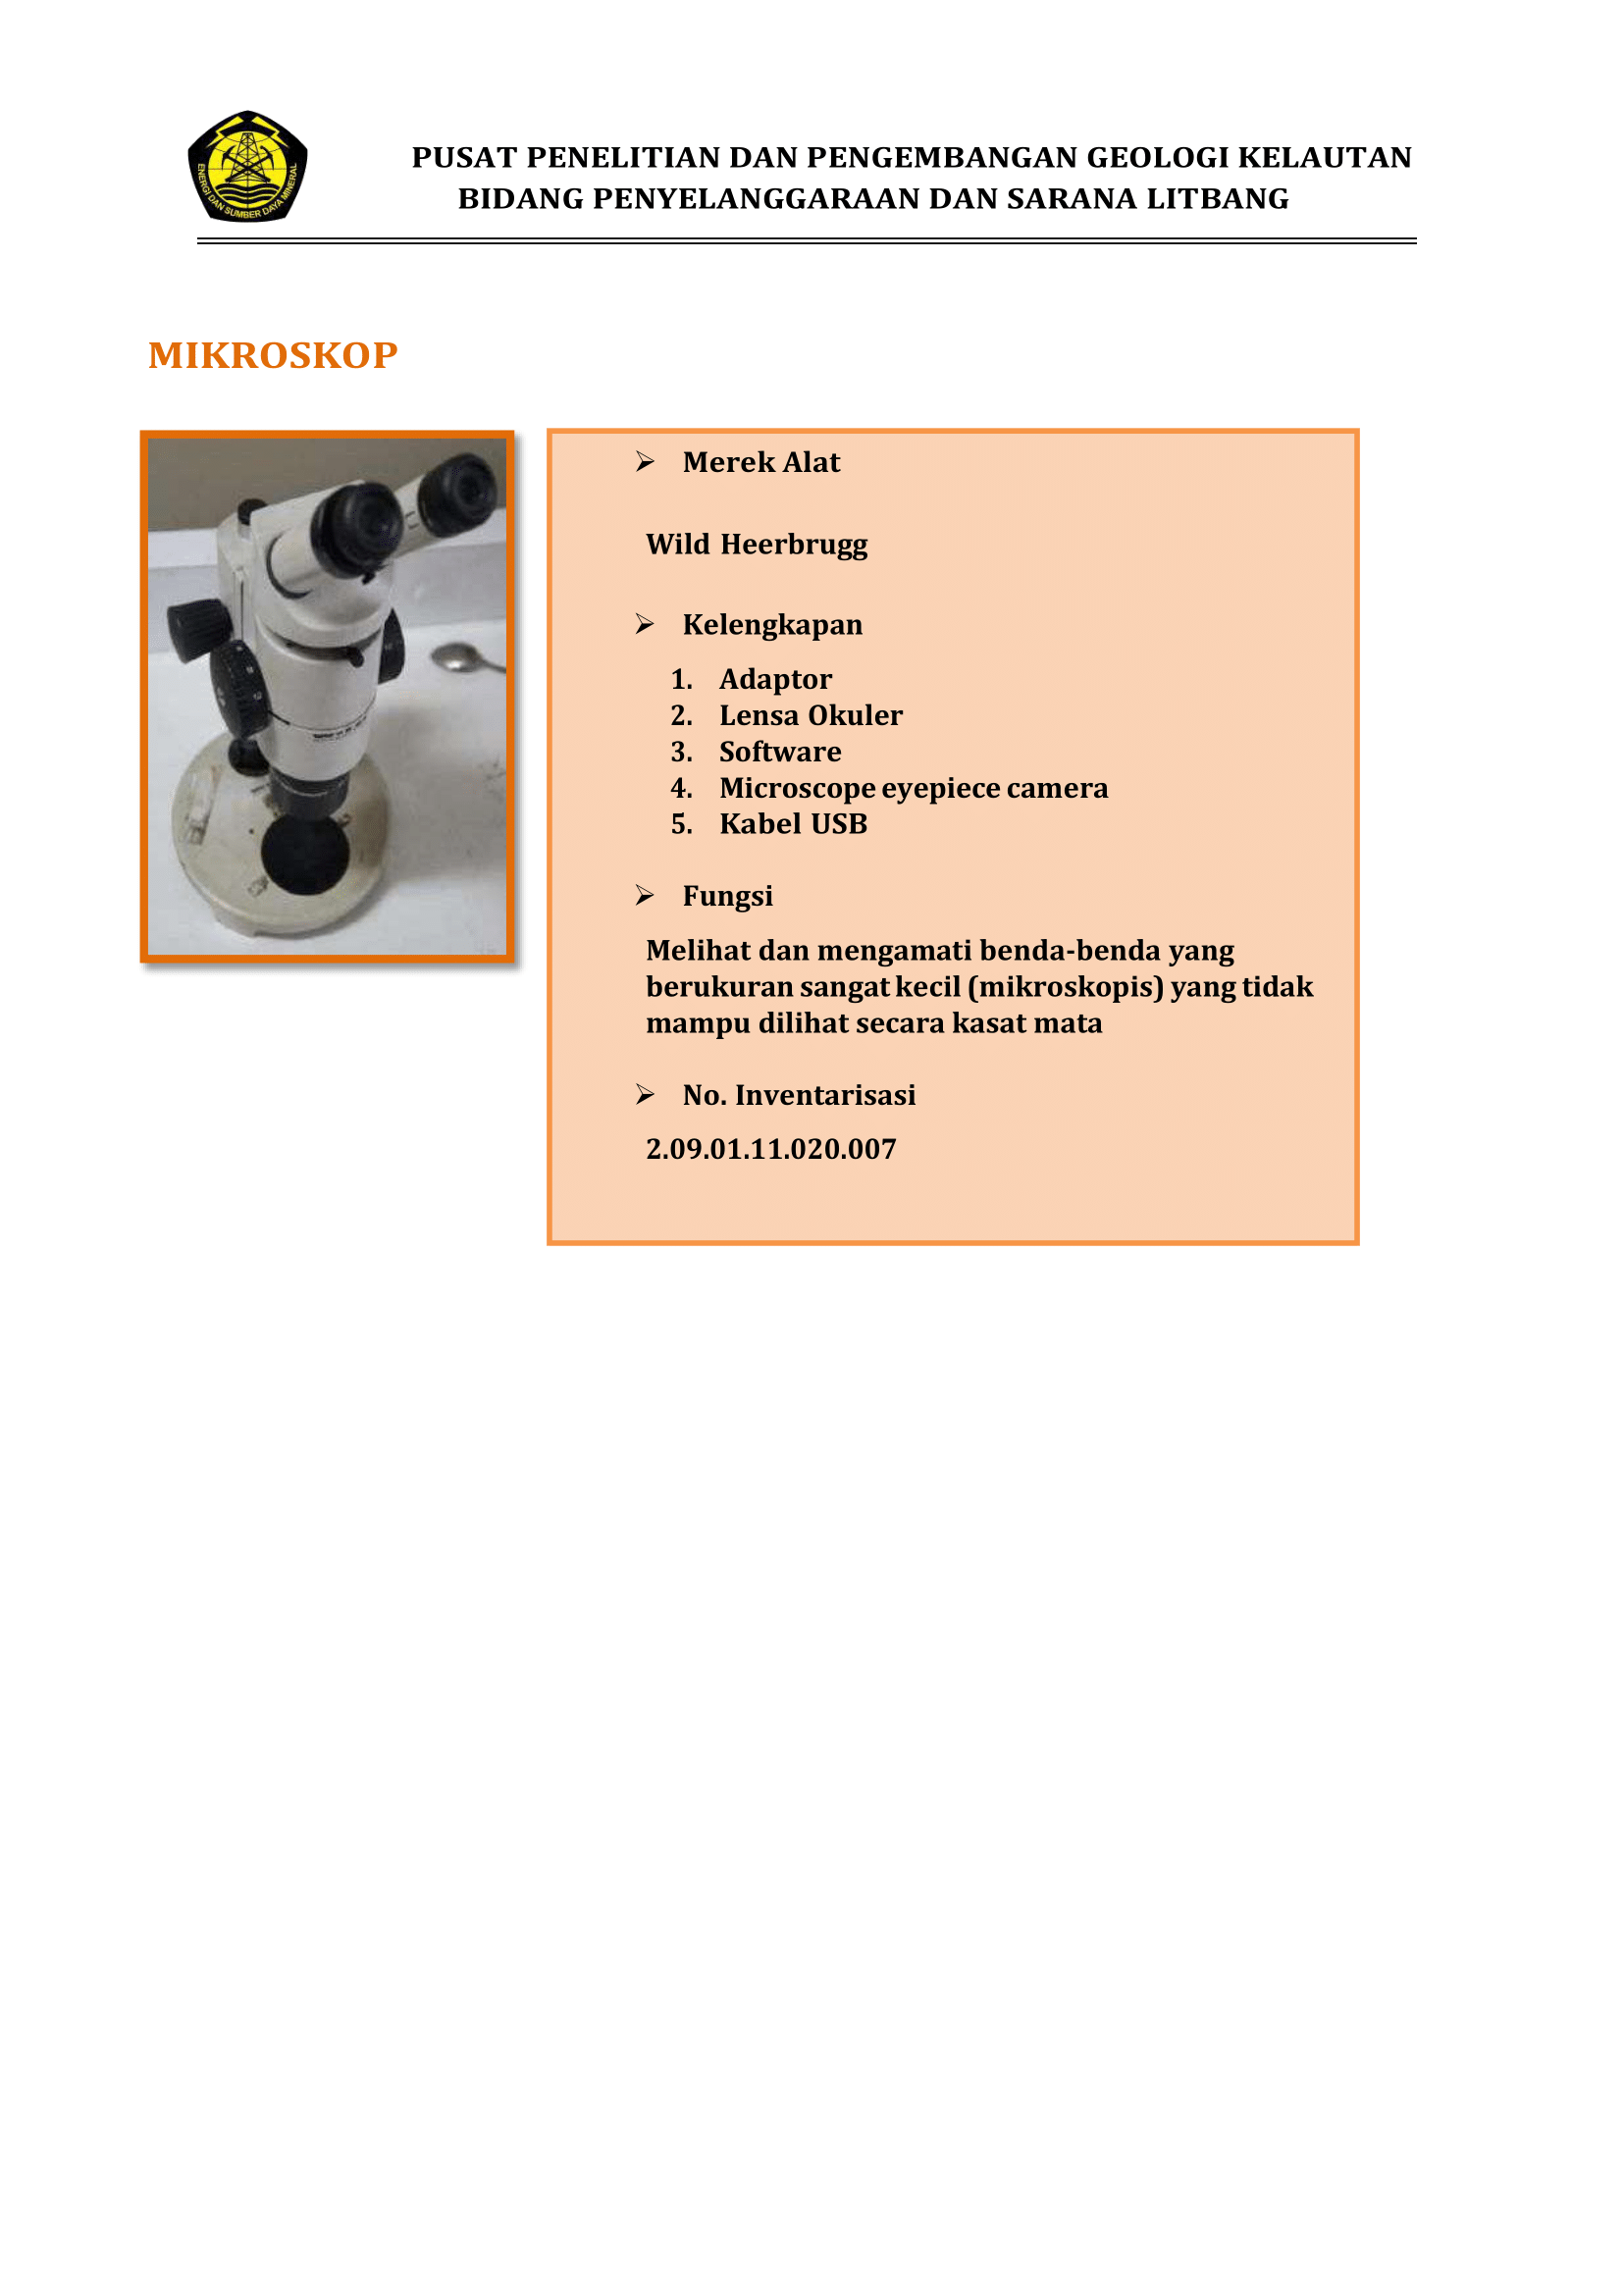 ENERGI DAN SUMBER DAYA MINERAL
PUSAT PENELITIAN DAN PENGEMBANGAN GEOLOGI KELAUTAN
BIDANG PENYELANGGARAAN DAN SARANA LITBANG
MIKROSKOP
➢ Merek Alat
Wild Heerbrugg
➢ Kelengkapan
1. Adaptor
2. Lensa Okuler
3. Software
4. Microscope eyepiece camera
5. Kabel USB
➢ Fungsi
Melihat dan mengamati benda-benda yang
berukuran sangat kecil (mikroskopis) yang tidak
mampu dilihat secara kasat mata
➢ No. Inventarisasi
2.09.01.11.020.007